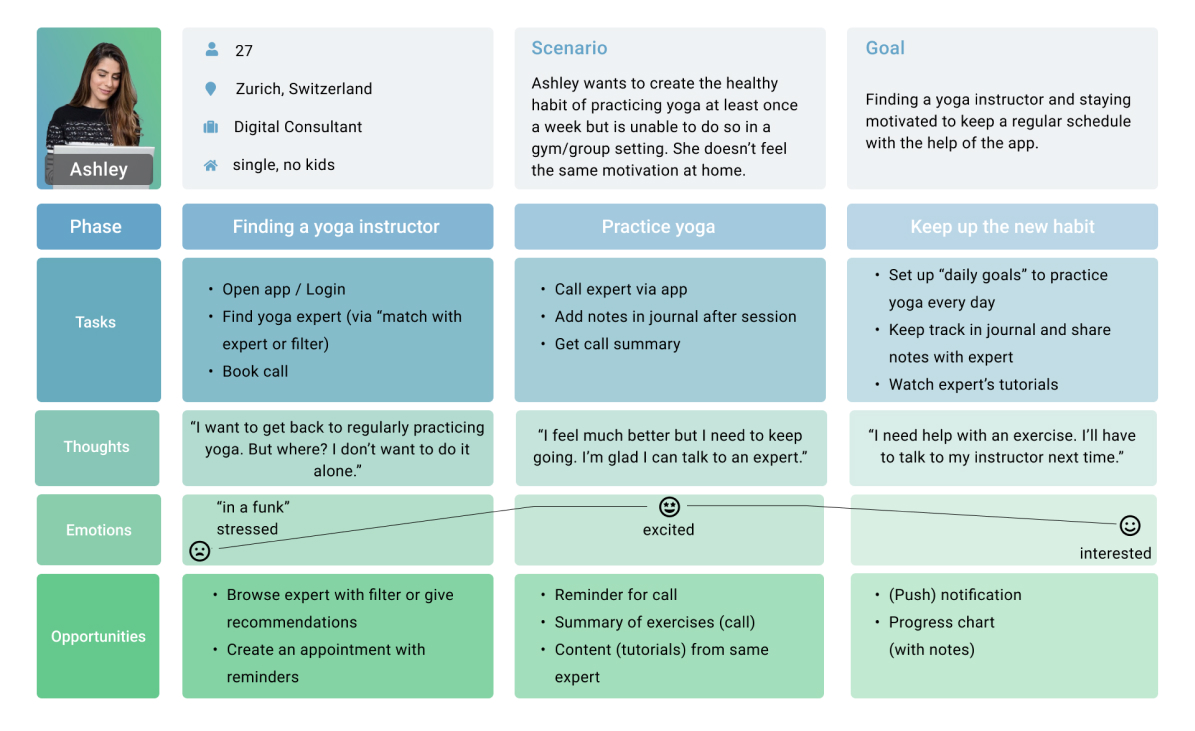 Ashley
27
Zurich, Switzerland
Digital Consultant
single, no kids
Scenario
Ashley wants to create the healthy
habit of practicing yoga at least once
a week but is unable to do so in a
gym/group setting. She doesn’t feel
the same motivation at home.
Goal
Finding a yoga instructor and staying
motivated to keep a regular schedule
with the help of the app.
Phase
Finding a yoga instructor
Practice yoga
Keep up the new habit
Tasks
• Open app / Login
• Find yoga expert (via “match with
expert or filter)
• Book call
• Call expert via app
• Add notes in journal after session
• Get call summary
• Set up “daily goals” to practice
yoga every day
• Keep track in journal and share
notes with expert
• Watch expert’s tutorials
Thoughts
“I want to get back to regularly practicing
yoga. But where? I don’t want to do it
alone.”
“I feel much better but I need to keep
going. I’m glad I can talk to an expert.”
“I need help with an exercise. I’ll have
to talk to my instructor next time.”
Emotions
“in a funk”
stressed
excited
interested
Opportunities
• Browse expert with filter or give
recommendations
• Create an appointment with
reminders
• Reminder for call
• Summary of exercises (call)
• Content (tutorials) from same
expert
• (Push) notification
• Progress chart
(with notes)